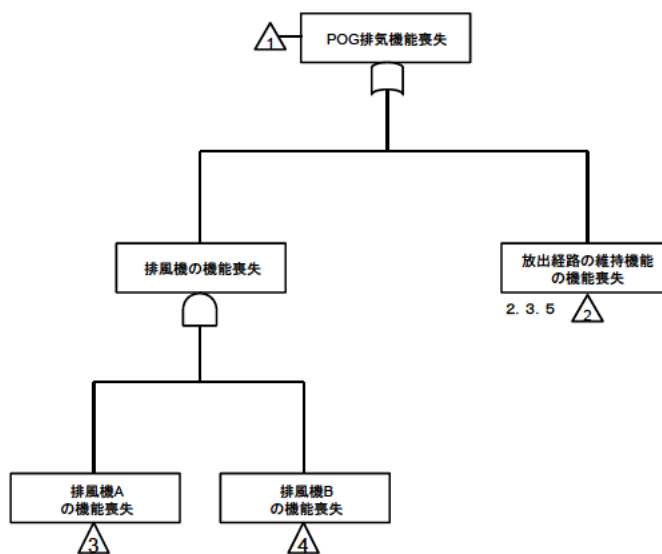 1
POG排気機能喪失
排風機の機能喪失
放出経路の維持機能
の機能喪失
2. 3. 5
2
排風機A
の機能喪失
排風機B
の機能喪失
3
4